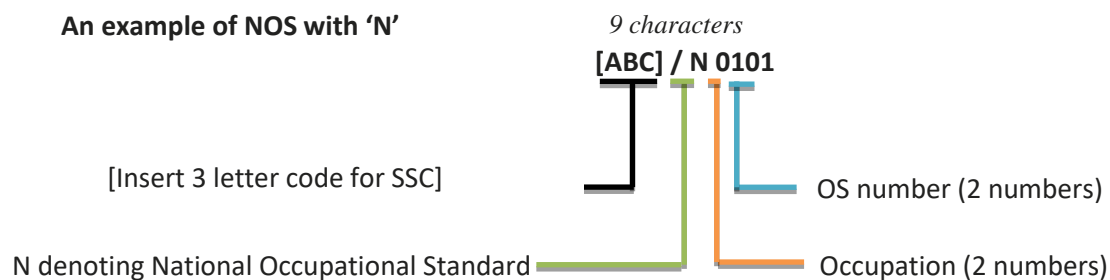 An example of NOS with ‘N’
9 characters
[ABC] / N 0101
[Insert 3 letter code for SSC]
OS number (2 numbers)
N denoting National Occupational Standard
Occupation (2 numbers)